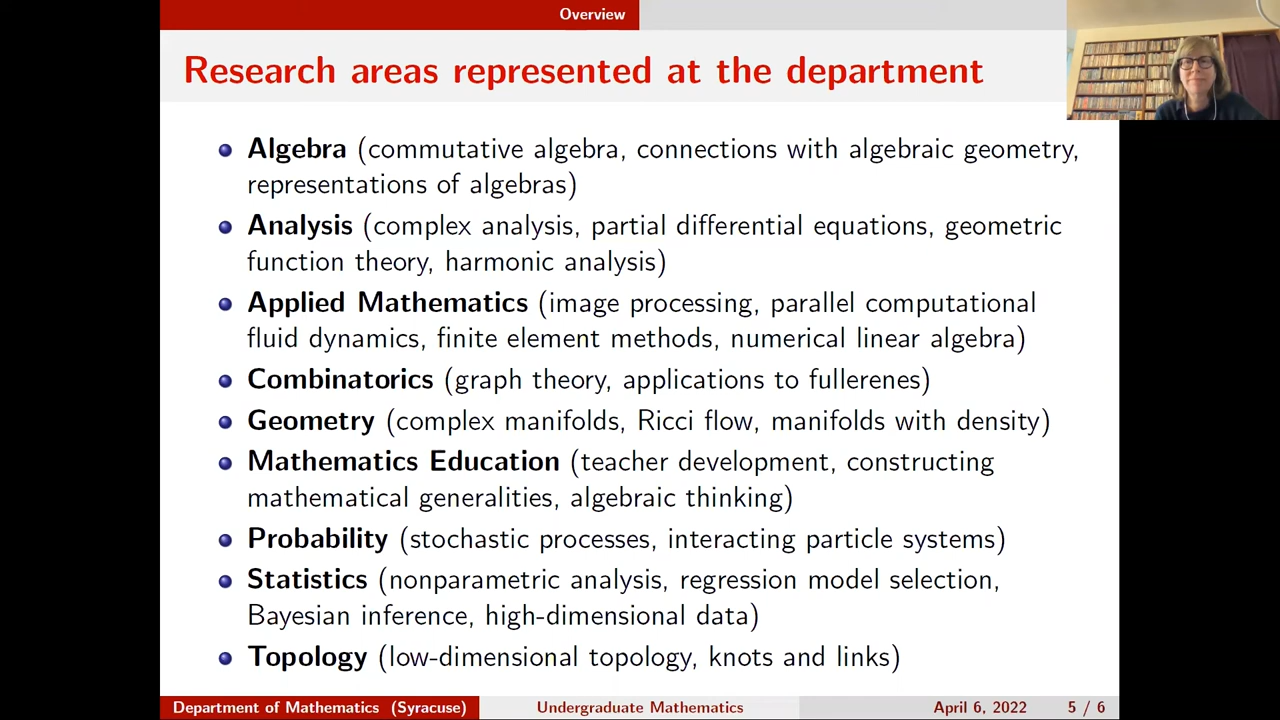 Overview
Research areas represented at the department
Algebra (commutative algebra, connections with algebraic geometry,
representations of algebras)
Analysis (complex analysis, partial differential equations, geometric
function theory, harmonic analysis)
Applied Mathematics (image processing, parallel computational
fluid dynamics, finite element methods, numerical linear algebra)
Combinatorics (graph theory, applications to fullerenes)
Geometry (complex manifolds, Ricci flow, manifolds with density)
Mathematics Education (teacher development, constructing
mathematical generalities, algebraic thinking)
Probability (stochastic processes, interacting particle systems)
Statistics (nonparametric analysis, regression model selection,
Bayesian inference, high-dimensional data)
Topology (low-dimensional topology, knots and links)
Department of Mathematics (Syracuse) Undergraduate Mathematics April 6, 2022 5 / 6